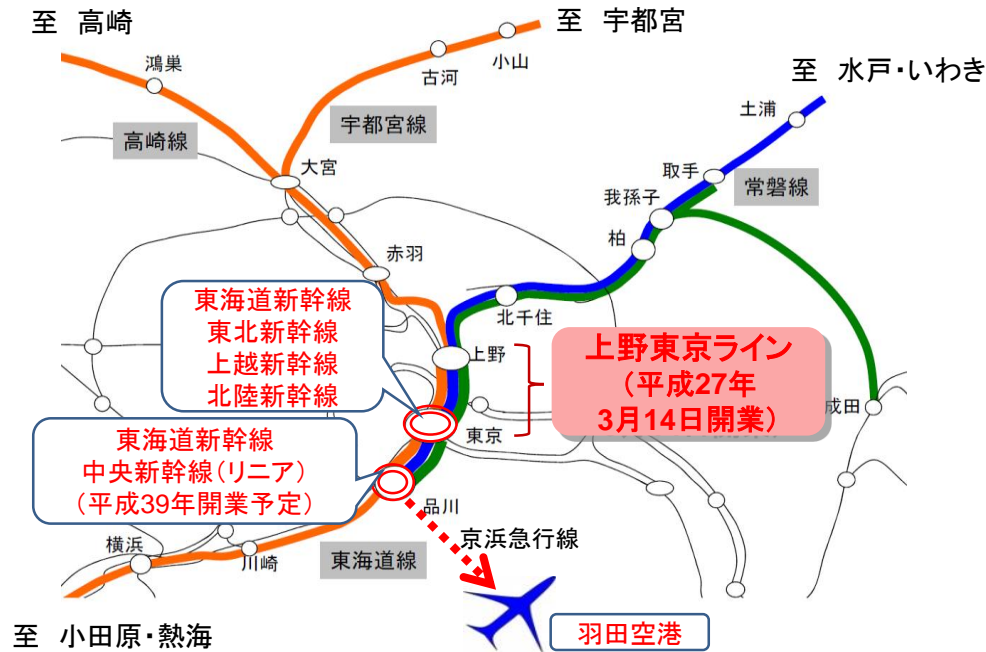 至　高崎
至　宇都宮
至　水戸・いわき
鴻巣
古河
小山
土浦
高崎線
宇都宮線
大宮
取手
常磐線
我孫子
柏
赤羽
北千住
東海道新幹線
東北新幹線
上越新幹線
北陸新幹線
上野
上野東京ライン
（平成27年
3月14日開業）
成田
東京
東海道新幹線
中央新幹線（リニア）
（平成39年開業予定）
品川
横浜
川崎
東海道線
京浜急行線
羽田空港
至　小田原・熱海